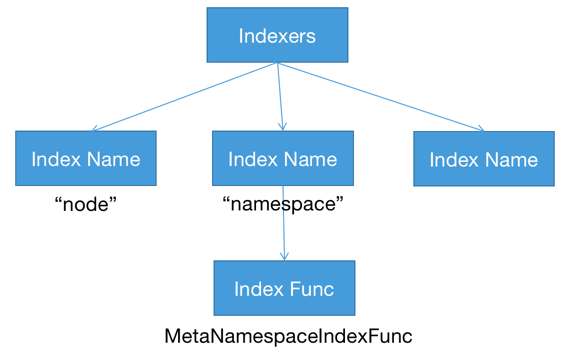 Indexers
Index Name
Index Name
Index Name
“node”
“namespace”
Index Func
MetaNamespaceIndexFunc